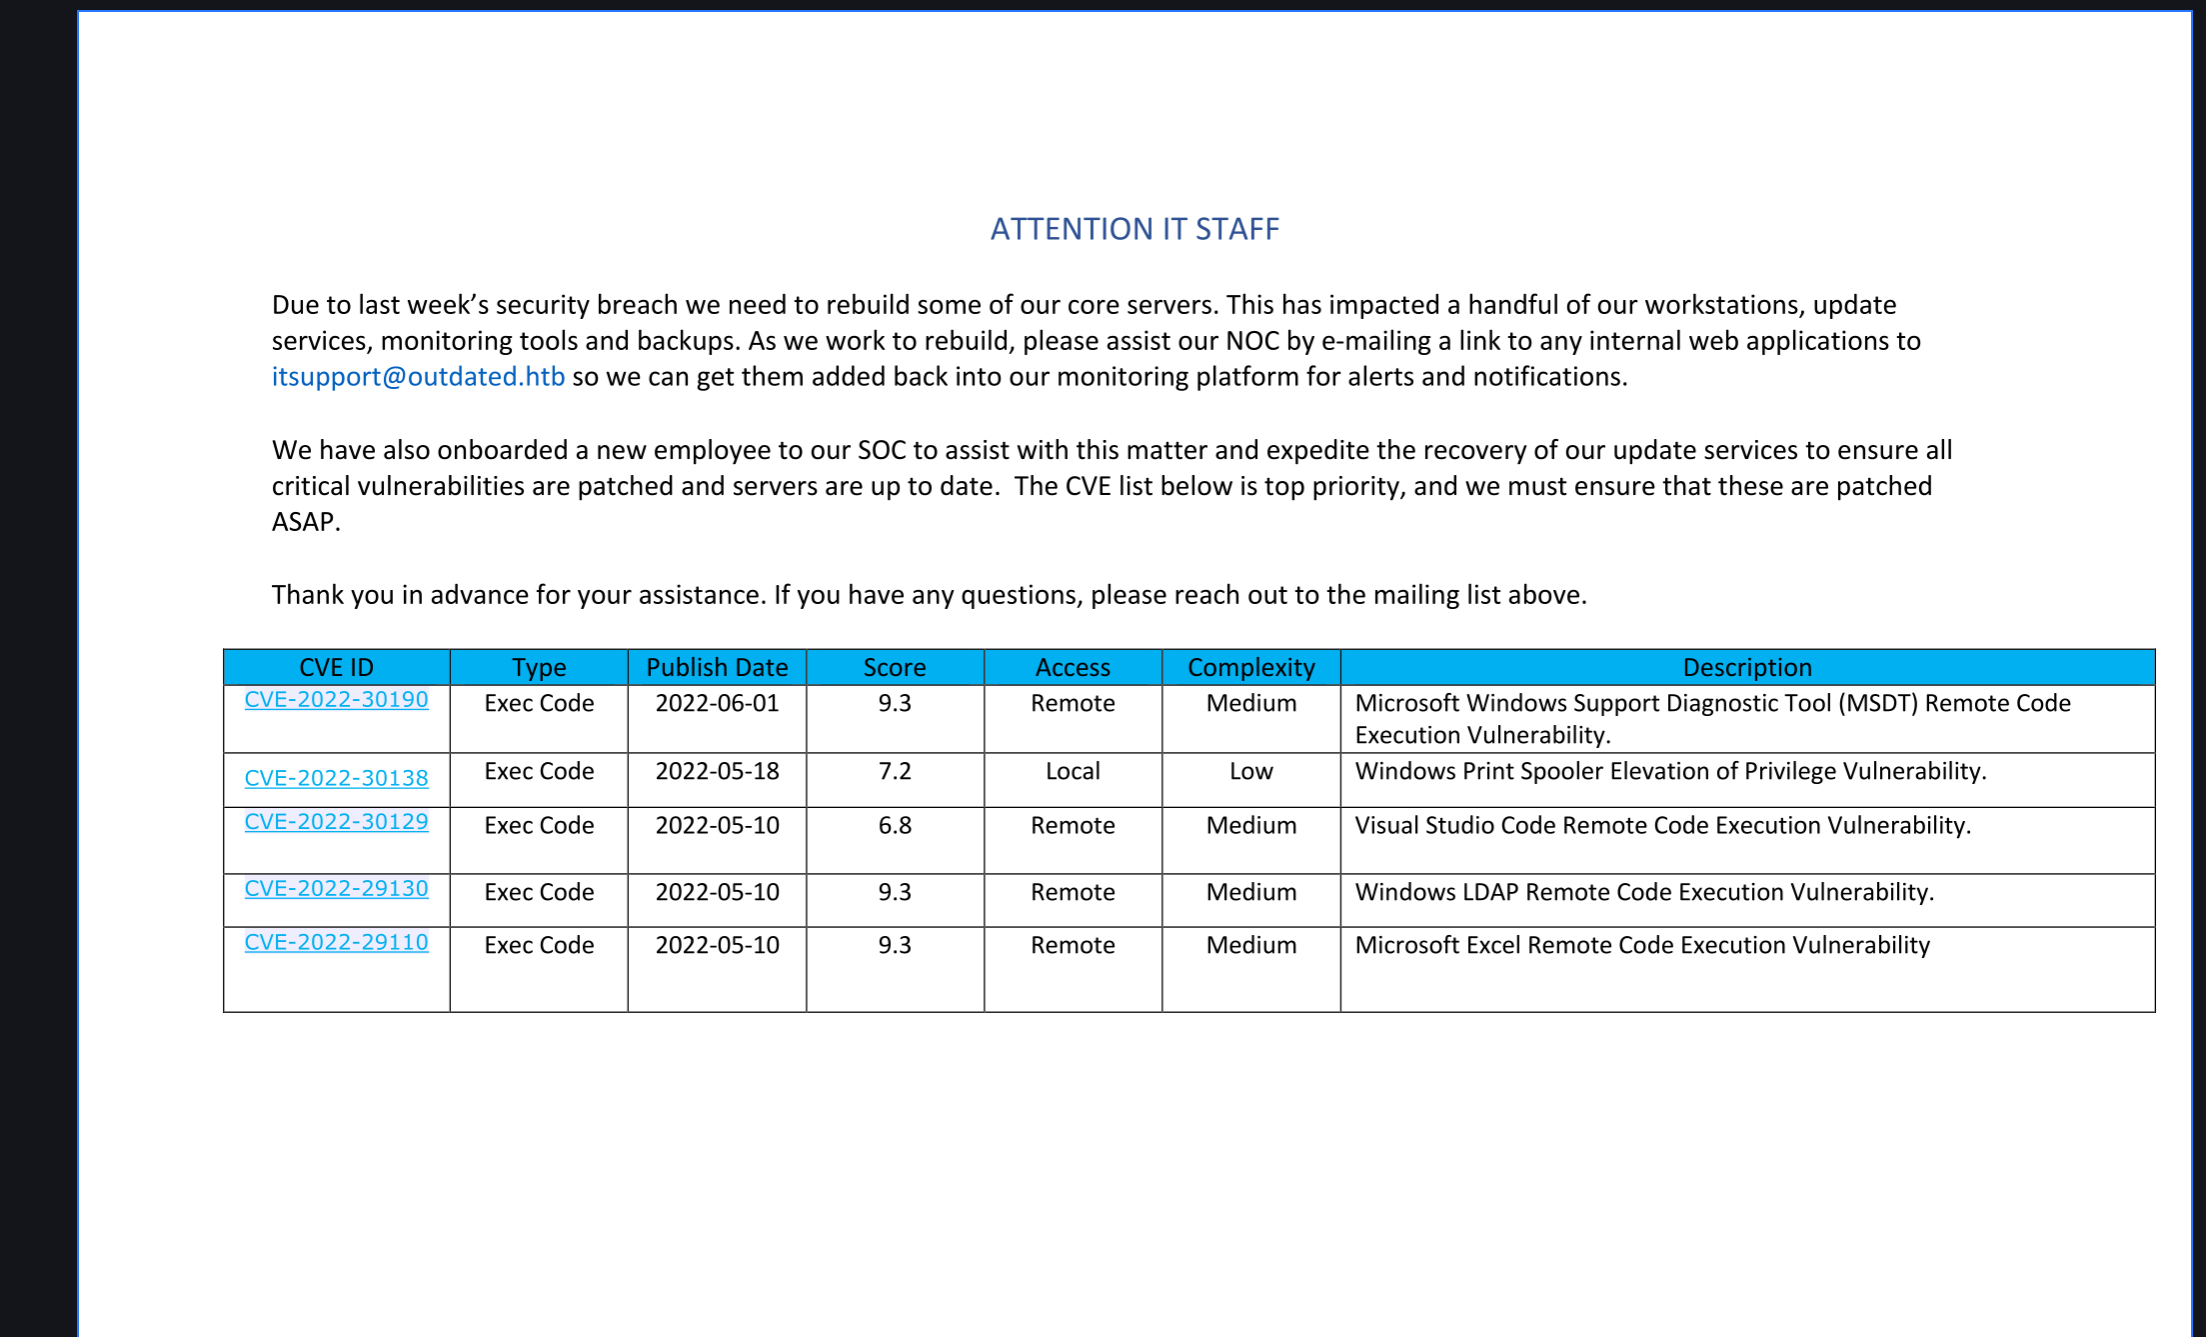 ATTENTION IT STAFF
Due to last week’s security breach we need to rebuild some of our core servers. This has impacted a handful of our workstations, update
services, monitoring tools and backups. As we work to rebuild, please assist our NOC by e-mailing a link to any internal web applications to
itsupport@outdated.htb so we can get them added back into our monitoring platform for alerts and notifications.
We have also onboarded a new employee to our SOC to assist with this matter and expedite the recovery of our update services to ensure all
critical vulnerabilities are patched and servers are up to date.  The CVE list below is top priority, and we must ensure that these are patched
ASAP.
Thank you in advance for your assistance. If you have any questions, please reach out to the mailing list above.
CVE ID Type Publish Date Score Access Complexity Description
CVE-2022-30190 Exec Code 2022-06-01 9.3 Remote Medium Microsoft Windows Support Diagnostic Tool (MSDT) Remote Code
Execution Vulnerability.
CVE-2022-30138 Exec Code 2022-05-18 7.2 Local Low Windows Print Spooler Elevation of Privilege Vulnerability.
CVE-2022-30129 Exec Code 2022-05-10 6.8 Remote Medium Visual Studio Code Remote Code Execution Vulnerability.
CVE-2022-29130 Exec Code 2022-05-10 9.3 Remote Medium Windows LDAP Remote Code Execution Vulnerability.
CVE-2022-29110 Exec Code 2022-05-10 9.3 Remote Medium Microsoft Excel Remote Code Execution Vulnerability